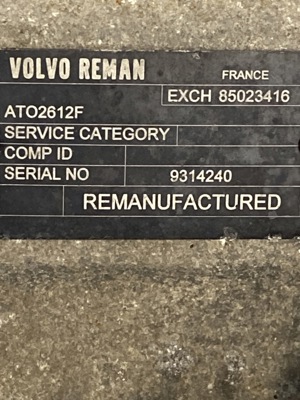 VOLVO REMAN FRANCE
EXCH 85023416
ATO2612F
SERVICE CATEGORY
COMP ID
SERIAL NO 9314240
REMANUFACTURED